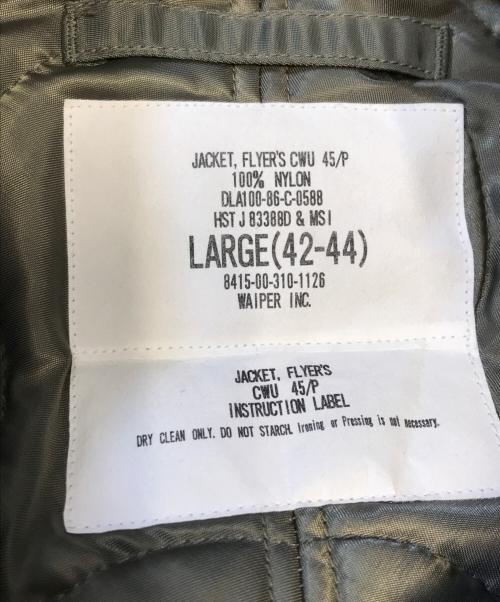 JACKET, FLYER'S CWU 45/P
100% NYLON
DLA100-86-C-0588
HST J 83388D & MSI
LARGE(42-44)
8415-00-310-1126
WAIPER INC.
JACKET, FLYER'S
CWU 45/P
INSTRUCTION LABEL
DRY CLEAN ONLY. DO NOT STARCH. Ironing or Pressing is not necessary.